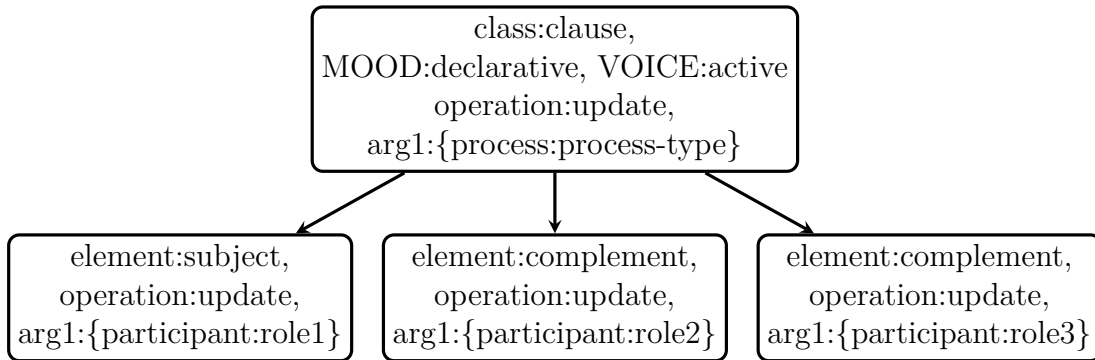 class:clause,
MOOD:declarative, VOICE:active
operation:update,
arg1:{process:process-type}
element:subject,
operation:update,
arg1:{participant:role1}
element:complement,
operation:update,
arg1:{participant:role2}
element:complement,
operation:update,
arg1:{participant:role3}